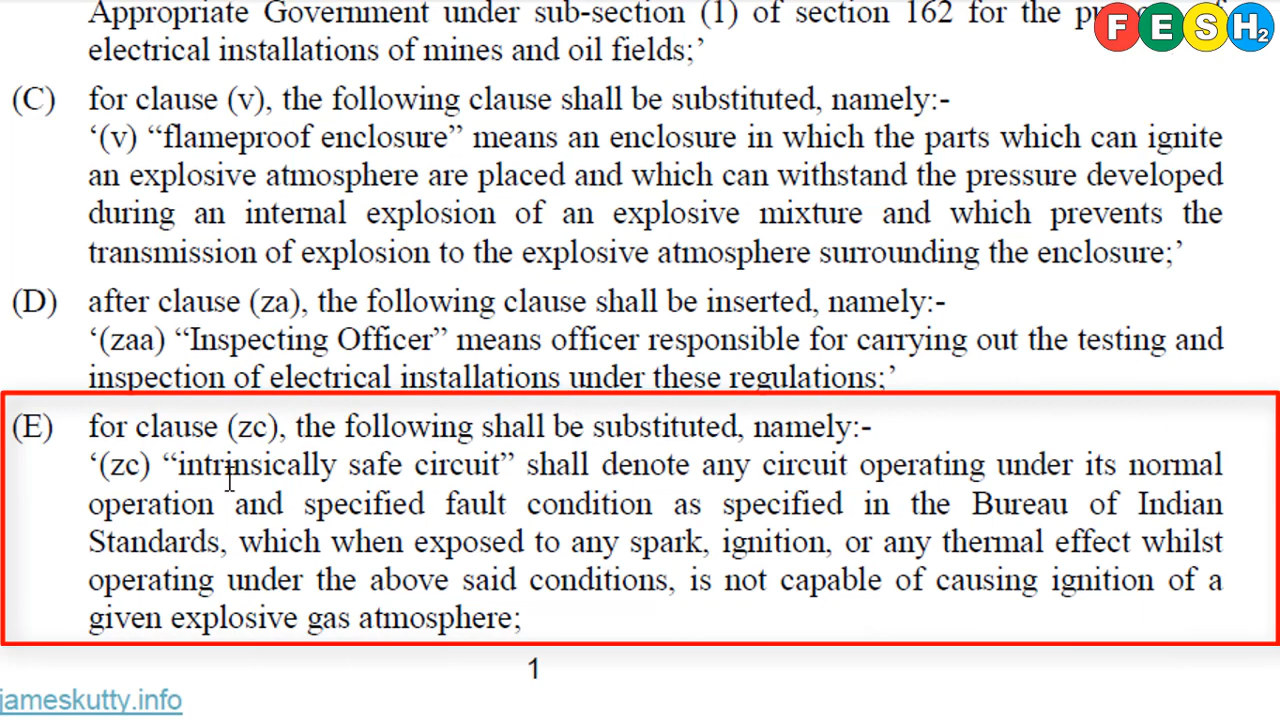 Appropriate Government under sub-section (1) of section 162 for the of
electrical installations of mines and oil fields;’
F E S H2
(C) for clause (v), the following clause shall be substituted, namely:-
‘(v) “flameproof enclosure” means an enclosure in which the parts which can ignite
an explosive atmosphere are placed and which can withstand the pressure developed
during an internal explosion of an explosive mixture and which prevents the
transmission of explosion to the explosive atmosphere surrounding the enclosure;’
(D) after clause (za), the following clause shall be inserted, namely:-
‘(zaa) “Inspecting Officer” means officer responsible for carrying out the testing and
inspection of electrical installations under these regulations;’
(E) for clause (zc), the following shall be substituted, namely:-
‘(zc) “intrinsically safe circuit” shall denote any circuit operating under its normal
operation and specified fault condition as specified in the Bureau of Indian
Standards, which when exposed to any spark, ignition, or any thermal effect whilst
operating under the above said conditions, is not capable of causing ignition of a
given explosive gas atmosphere;
1
jameskutty.info